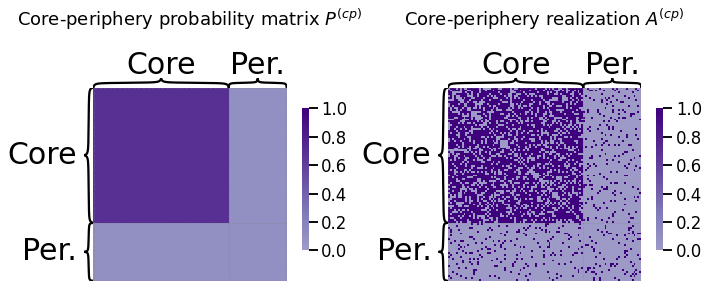 Core-periphery probability matrix $P^{(cp)}$
Core Per.
Core
Per.
1.0
0.8
0.6
0.4
0.2
0.0
Core-periphery realization $A^{(cp)}$
Core Per.
Core
Per.
1.0
0.8
0.6
0.4
0.2
0.0